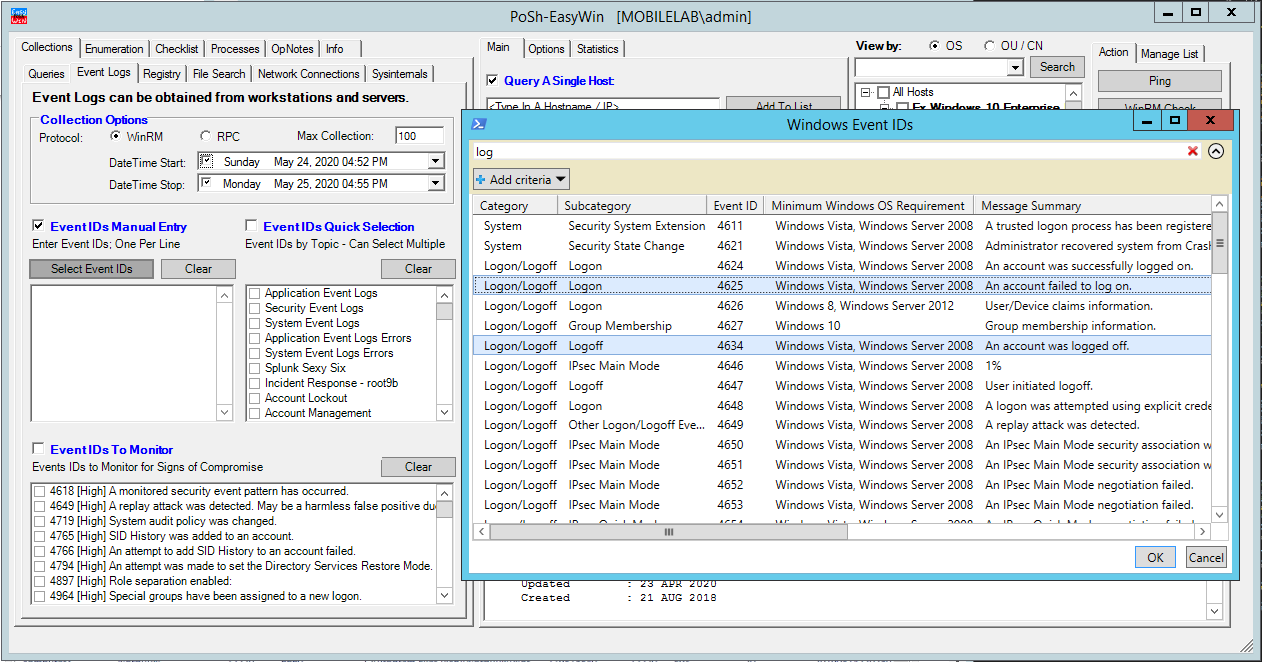 Easy
Win
PoSh-EasyWin [MOBILELAB\admin]
Collections Enumeration Checklist Processes OpNotes Info
Queries Event Logs Registry File Search Network Connections Sysinternals
Event Logs can be obtained from workstations and servers.
Collection Options
Protocol: WinRM RPC Max Collection: 100
DateTime Start: Sunday May 24, 2020 04:52 PM
DateTime Stop: Monday May 25, 2020 04:55 PM
Event IDs Manual Entry
Enter Event IDs; One Per Line
Select Event IDs Clear
Event IDs Quick Selection
Event IDs by Topic - Can Select Multiple
Clear
Application Event Logs
Security Event Logs
System Event Logs
Application Event Logs Errors
System Event Logs Errors
Splunk Sexy Six
Incident Response - root9b
Account Lockout
Account Management
Event IDs To Monitor
Events IDs to Monitor for Signs of Compromise
Clear
4618 [High] A monitored security event pattern has occurred.
4649 [High] A replay attack was detected. May be a harmless false positive du
4719 [High] System audit policy was changed.
4765 [High] SID History was added to an account.
4766 [High] An attempt to add SID History to an account failed.
4794 [High] An attempt was made to set the Directory Services Restore Mode.
4897 [High] Role separation enabled:
4964 [High] Special groups have been assigned to a new logon.
Main Options Statistics
Query A Single Host:
<Type In A Hostname / IP>
Add To List
View by: OS OU / CN
Search
All Hosts
Ex Windows 10 Enterprise
Action Manage List
Ping
WinRM Check
Windows Event IDs
log
Add criteria
Category Subcategory Event ID Minimum Windows OS Requirement Message Summary
System Security System Extension 4611 Windows Vista, Windows Server 2008 A trusted logon process has been registere
System Security State Change 4621 Windows Vista, Windows Server 2008 Administrator recovered system from Crash
Logon/Logoff Logon 4624 Windows Vista, Windows Server 2008 An account was successfully logged on.
Logon/Logoff Logon 4625 Windows Vista, Windows Server 2008 An account failed to log on.
Logon/Logoff Logon 4626 Windows 8, Windows Server 2012 User/Device claims information.
Logon/Logoff Group Membership 4627 Windows 10 Group membership information.
Logon/Logoff Logoff 4634 Windows Vista, Windows Server 2008 An account was logged off.
Logon/Logoff IPsec Main Mode 4646 Windows Vista, Windows Server 2008 1%
Logon/Logoff Logoff 4647 Windows Vista, Windows Server 2008 User initiated logoff.
Logon/Logoff Logon 4648 Windows Vista, Windows Server 2008 A logon was attempted using explicit crede
Logon/Logoff Other Logon/Logoff Eve... 4649 Windows Vista, Windows Server 2008 A replay attack was detected.
Logon/Logoff IPsec Main Mode 4650 Windows Vista, Windows Server 2008 An IPsec Main Mode security association w
Logon/Logoff IPsec Main Mode 4651 Windows Vista, Windows Server 2008 An IPsec Main Mode security association w
Logon/Logoff IPsec Main Mode 4652 Windows Vista, Windows Server 2008 An IPsec Main Mode negotiation failed.
Logon/Logoff IPsec Main Mode 4653 Windows Vista, Windows Server 2008 An IPsec Main Mode negotiation failed.
Logon/Logoff IPsec Quick Mode 4654 Windows Vista, Windows Server 2008 An IPsec Quick Mode negotiation failed
OK Cancel
Updated : 23 APR 2020
Created : 21 AUG 2018